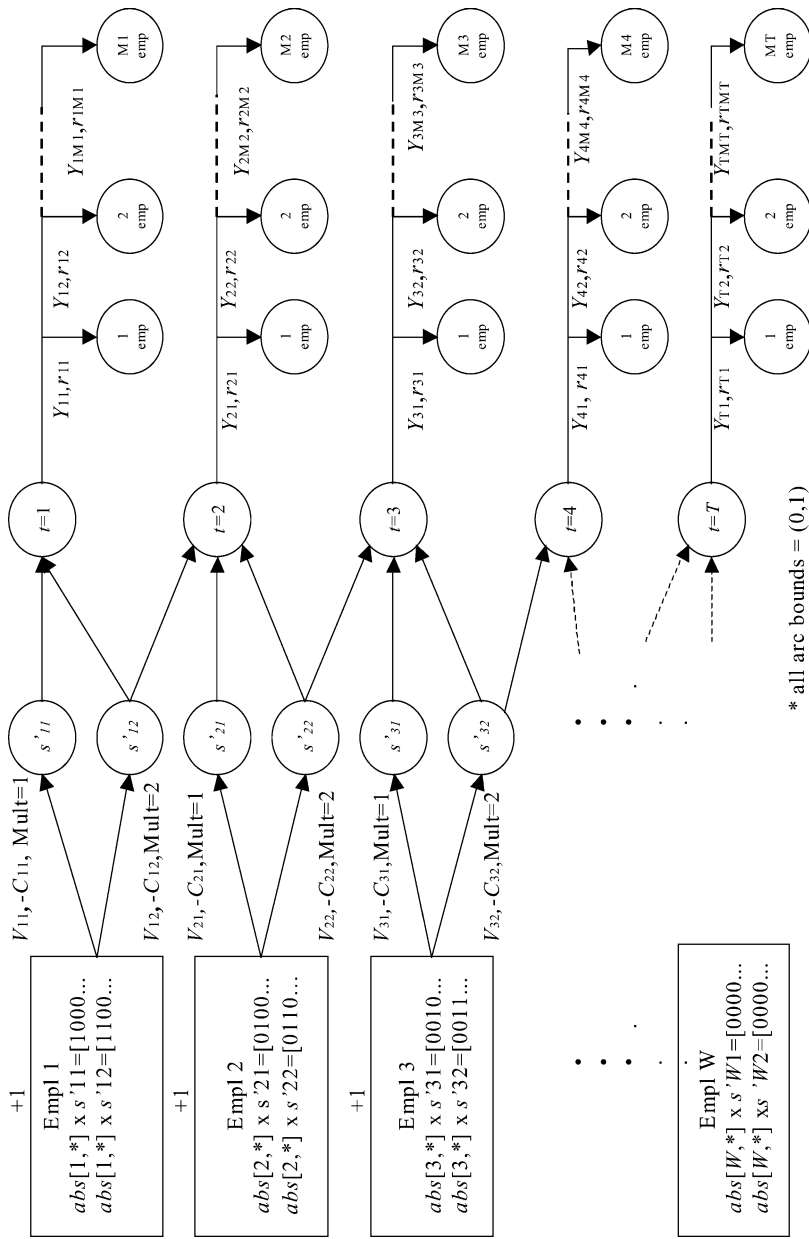 +1
Empl 1
abs[1,*] x s'11=[1000...
abs[1,*] x s'12=[1100...
+1
Empl 2
abs[2,*] x s'21=[0100...
abs[2,*] x s'22=[0110...
+1
Empl 3
abs[3,*] x s'31=[0010...
abs[3,*] x s'32=[0011...
Empl W
abs[W,*] x s'W1=[0000...
abs[W,*] xs'W2=[0000...
V11,-C11, Mult=1
V12,-C12,Mult=2
V21,-C21,Mult=1
V22,-C22,Mult=2
V31,-C31,Mult=1
V32,-C32,Mult=2
s'11
s'12
s'21
s'22
s'31
s'32
t=1
t=2
t=3
t=4
t=T
Y11,r11
Y12,r12
Y1M1,r1M1
1
emp
2
emp
M1
emp
Y21,r21
Y22,r22
Y2M2,r2M2
1
emp
2
emp
M2
emp
Y31,r31
Y32,r32
Y3M3,r3M3
1
emp
2
emp
M3
emp
Y41, r41
Y42,r42
Y4M4,r4M4
1
emp
2
emp
M4
emp
YT1,rT1
YT2,rT2
YTMT,rTMT
1
emp
2
emp
MT
emp
* all arc bounds = (0,1)